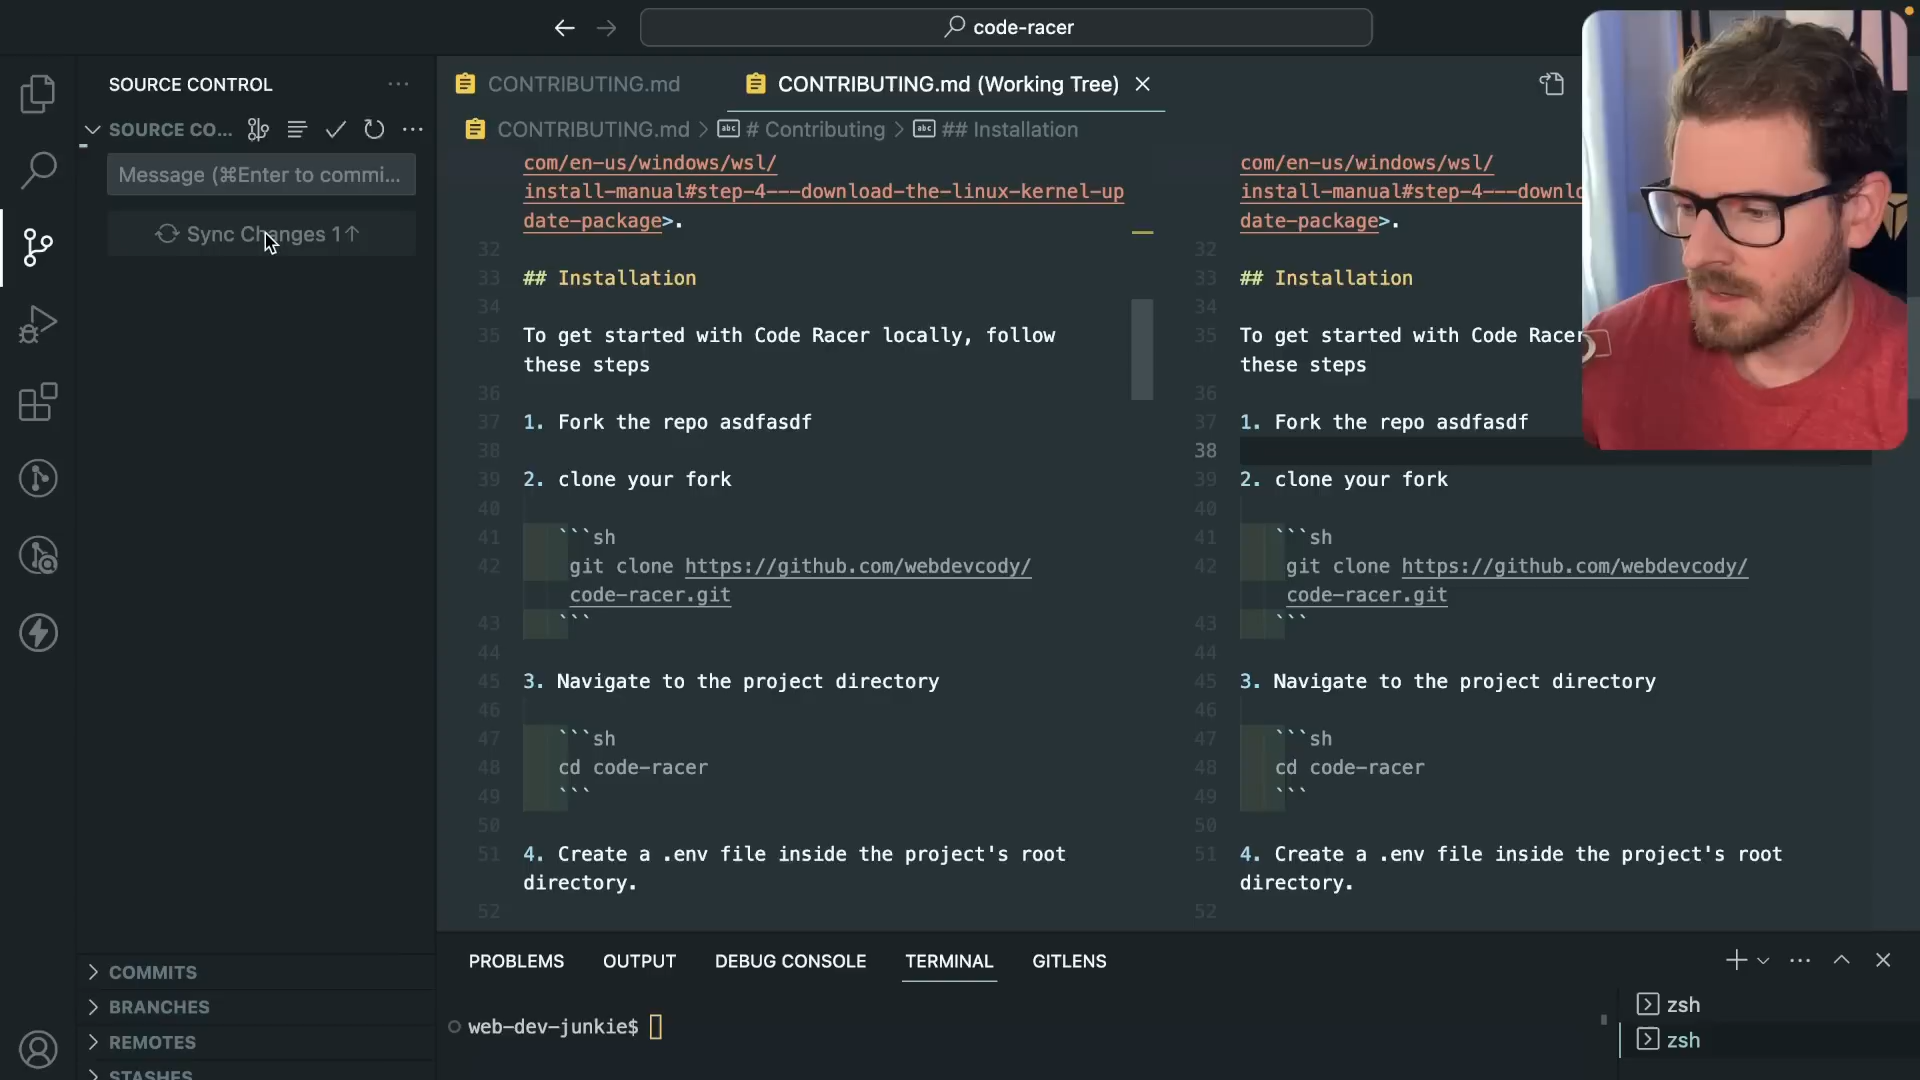 code-racer
SOURCE CONTROL
SOURCE CO...
Message (⌘Enter to commi...
Sync Changes 1↑
COMMITS
BRANCHES
REMOTES
STASHES
CONTRIBUTING.md
CONTRIBUTING.md (Working Tree)
CONTRIBUTING.md > # Contributing > ## Installation
com/en-us/windows/wsl/
install-manual#step-4---download-the-linux-kernel-up
date-package>.
32
33 ## Installation
34
35 To get started with Code Racer locally, follow
these steps
36
37 1. Fork the repo asdfasdf
38
39 2. clone your fork
40
41 ```sh
42 git clone https://github.com/webdevcody/
code-racer.git
43 ```
44
45 3. Navigate to the project directory
46
47 ```sh
48 cd code-racer
49 ```
50
51 4. Create a .env file inside the project's root
directory.
52
com/en-us/windows/wsl/
install-manual#step-4---downlo
date-package>.
32
33 ## Installation
34
35 To get started with Code Racer
these steps
36
37 1. Fork the repo asdfasdf
38
39 2. clone your fork
40
41 ```sh
42 git clone https://github.com/webdevcody/
code-racer.git
43 ```
44
45 3. Navigate to the project directory
46
47 ```sh
48 cd code-racer
49 ```
50
51 4. Create a .env file inside the project's root
directory.
52
PROBLEMS OUTPUT DEBUG CONSOLE TERMINAL GITLENS
web-dev-junkie$
zsh
zsh